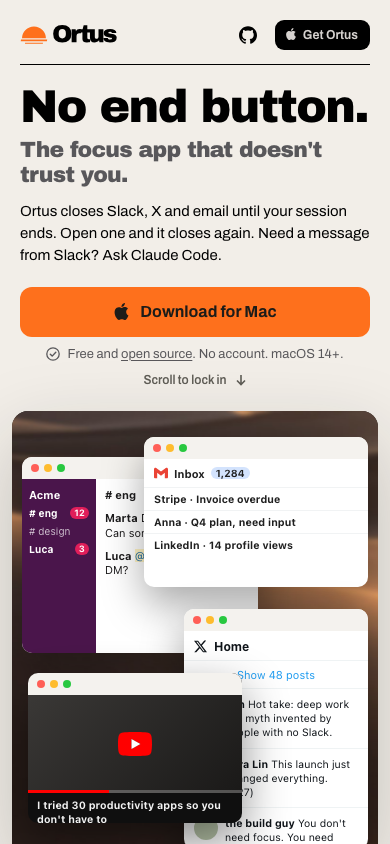 Ortus
Get Ortus
No end button.
The focus app that doesn't
trust you.
Ortus closes Slack, X and email until your session
ends. Open one and it closes again. Need a message
from Slack? Ask Claude Code.
Download for Mac
Free and open source. No account. macOS 14+.
Scroll to lock in
Inbox 1,284
Stripe · Invoice overdue
Anna · Q4 plan, need input
LinkedIn · 14 profile views
Acme
# eng 12
# design
Luca 3
# eng
Marta
Can
Luca @
DM?
Home
Show 48 posts
Hot take: deep work
myth invented by
with no Slack.
Lin This launch just
everything.
the build guy You don't
need focus. You need
I tried 30 productivity apps so you
don't have to